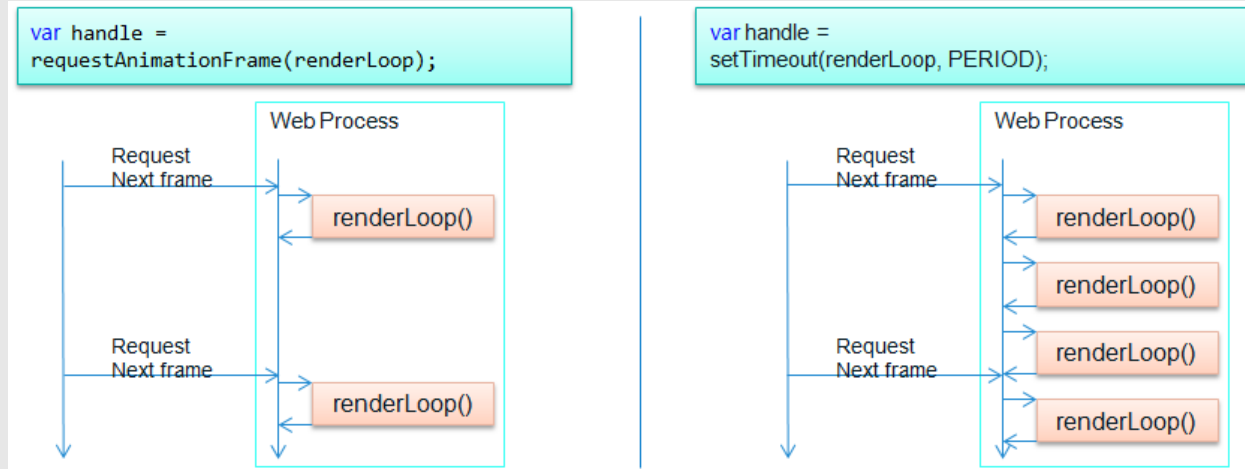 var handle =
requestAnimationFrame(renderLoop);
Web Process
Request
Next frame
renderLoop()
Request
Next frame
renderLoop()
var handle =
setTimeout(renderLoop, PERIOD);
Web Process
Request
Next frame
renderLoop()
renderLoop()
Request
Next frame
renderLoop()
renderLoop()